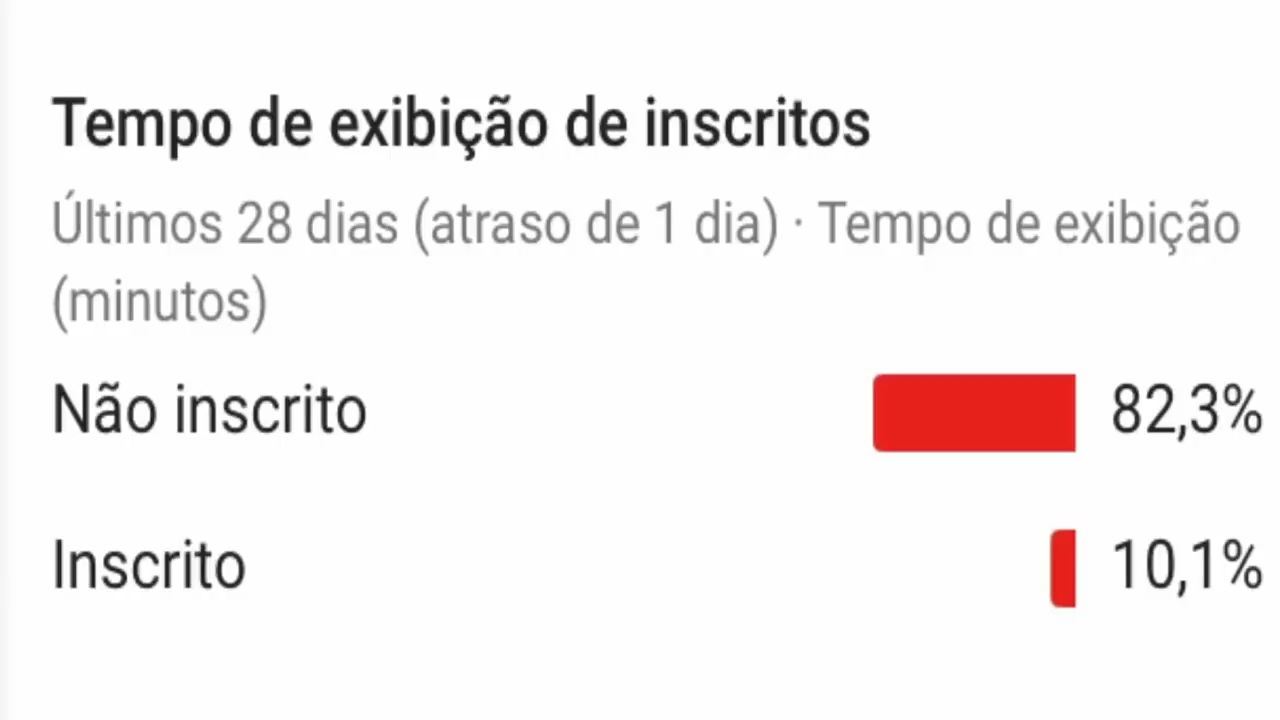 Tempo de exibição de inscritos
Últimos 28 dias (atraso de 1 dia) · Tempo de exibição
(minutos)
Não inscrito 82,3%
Inscrito 10,1%